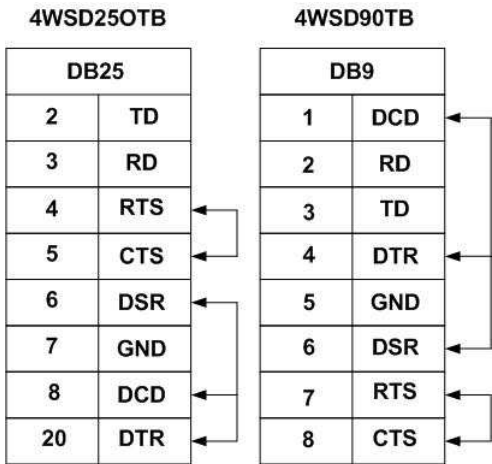 4WSD25OTB
DB25
2 TD
3 RD
4 RTS
5 CTS
6 DSR
7 GND
8 DCD
20 DTR
4WSD90TB
DB9
1 DCD
2 RD
3 TD
4 DTR
5 GND
6 DSR
7 RTS
8 CTS